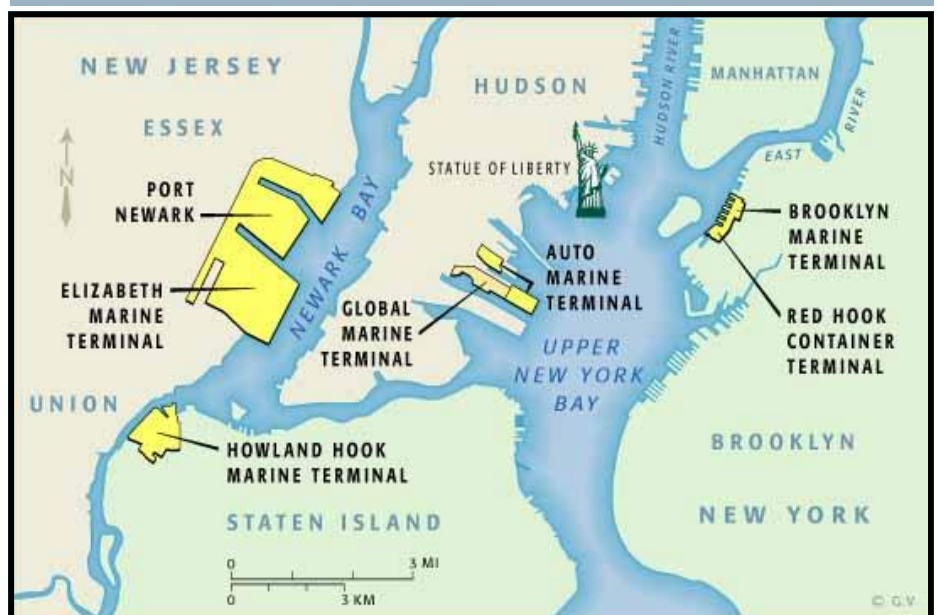 NEW JERSEY
ESSEX
HUDSON
HUDSON RIVER
MANHATTAN
EAST
RIVER
N
PORT
NEWARK
ELIZABETH
MARINE
TERMINAL
NEWARK BAY
STATUE OF LIBERTY
GLOBAL
MARINE
TERMINAL
AUTO
MARINE
TERMINAL
BROOKLYN
MARINE
TERMINAL
RED HOOK
CONTAINER
TERMINAL
UPPER
NEW YORK
BAY
UNION
HOWLAND HOOK
MARINE TERMINAL
STATEN ISLAND
BROOKLYN
NEW YORK
0 3 MI
0 3 KM
© G.V.